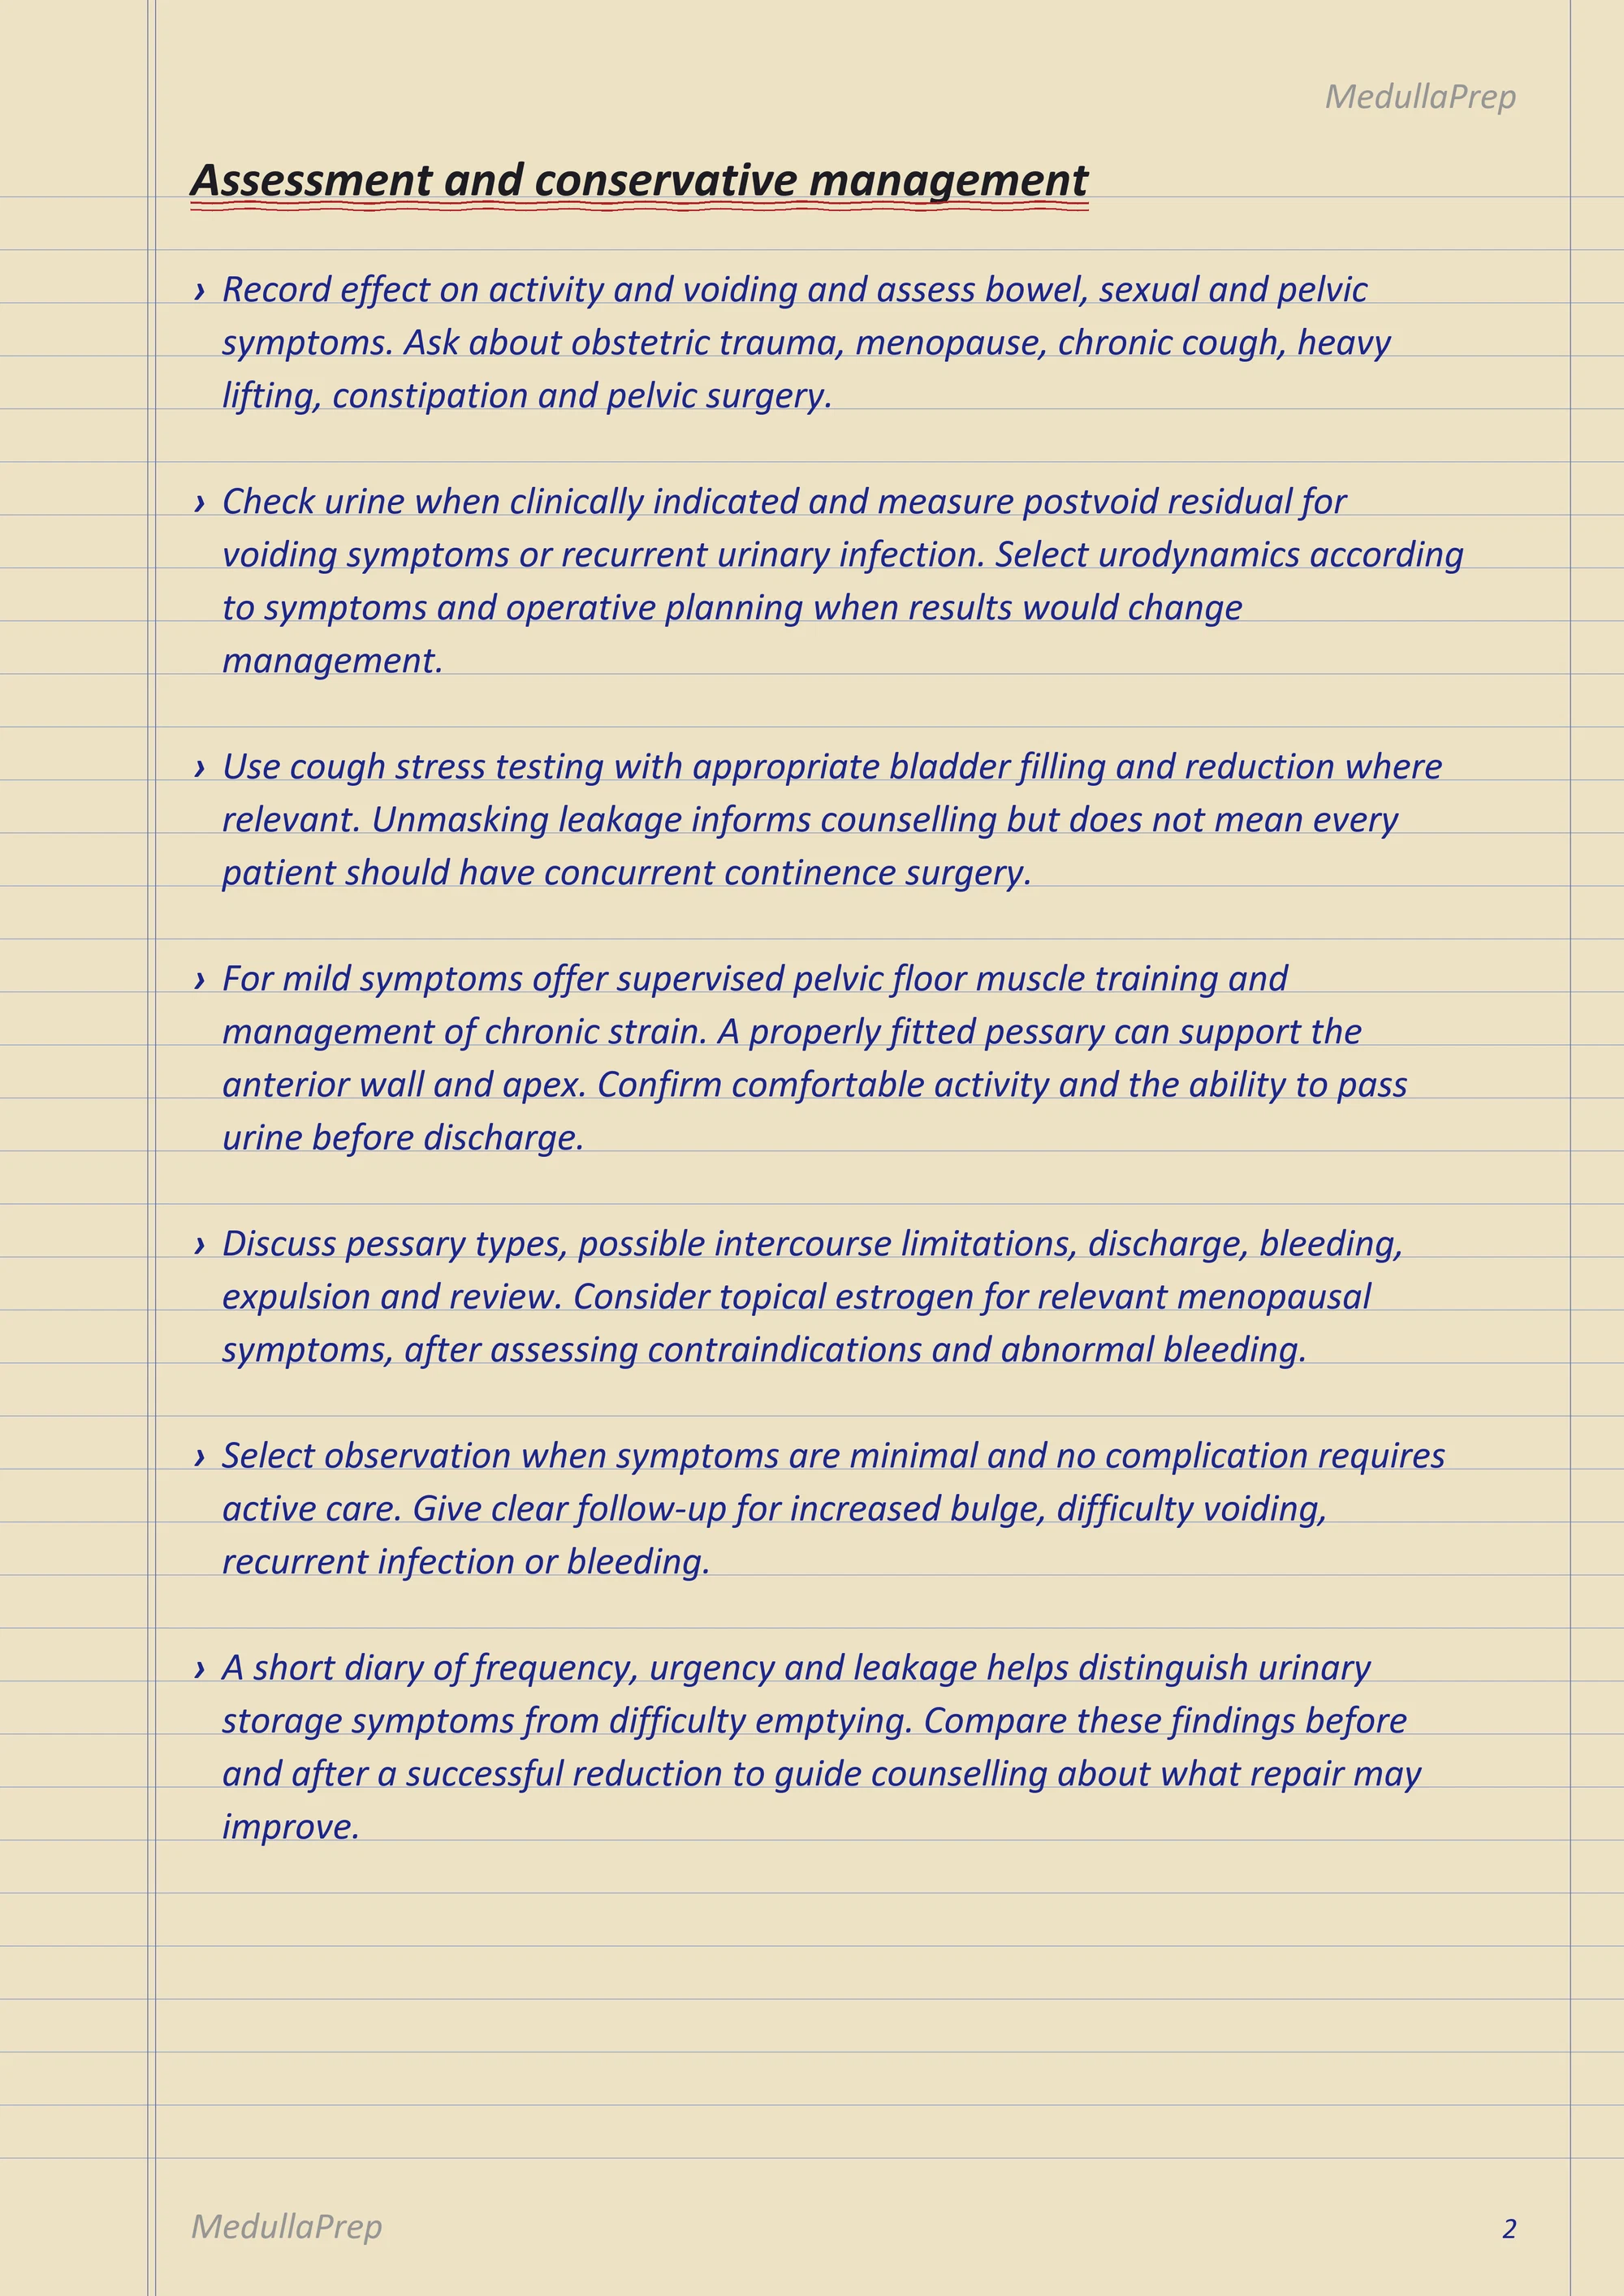 MedullaPrep
Assessment and conservative management
› Record effect on activity and voiding and assess bowel, sexual and pelvic
symptoms. Ask about obstetric trauma, menopause, chronic cough, heavy
lifting, constipation and pelvic surgery.
› Check urine when clinically indicated and measure postvoid residual for
voiding symptoms or recurrent urinary infection. Select urodynamics according
to symptoms and operative planning when results would change
management.
› Use cough stress testing with appropriate bladder filling and reduction where
relevant. Unmasking leakage informs counselling but does not mean every
patient should have concurrent continence surgery.
› For mild symptoms offer supervised pelvic floor muscle training and
management of chronic strain. A properly fitted pessary can support the
anterior wall and apex. Confirm comfortable activity and the ability to pass
urine before discharge.
› Discuss pessary types, possible intercourse limitations, discharge, bleeding,
expulsion and review. Consider topical estrogen for relevant menopausal
symptoms, after assessing contraindications and abnormal bleeding.
› Select observation when symptoms are minimal and no complication requires
active care. Give clear follow-up for increased bulge, difficulty voiding,
recurrent infection or bleeding.
› A short diary of frequency, urgency and leakage helps distinguish urinary
storage symptoms from difficulty emptying. Compare these findings before
and after a successful reduction to guide counselling about what repair may
improve.
MedullaPrep
2